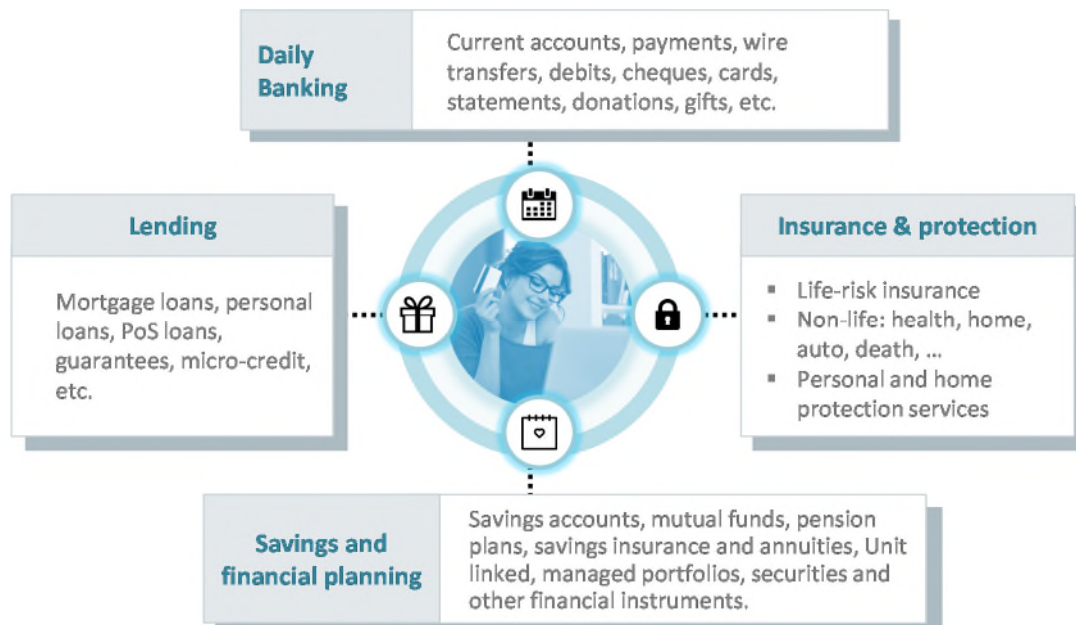 Daily
Banking
Current accounts, payments, wire
transfers, debits, cheques, cards,
statements, donations, gifts, etc.
Lending
Mortgage loans, personal
loans, PoS loans,
guarantees, micro-credit,
etc.
Insurance & protection
▪ Life-risk insurance
▪ Non-life: health, home,
auto, death, ...
▪ Personal and home
protection services
Savings and
financial planning
Savings accounts, mutual funds, pension
plans, savings insurance and annuities, Unit
linked, managed portfolios, securities and
other financial instruments.